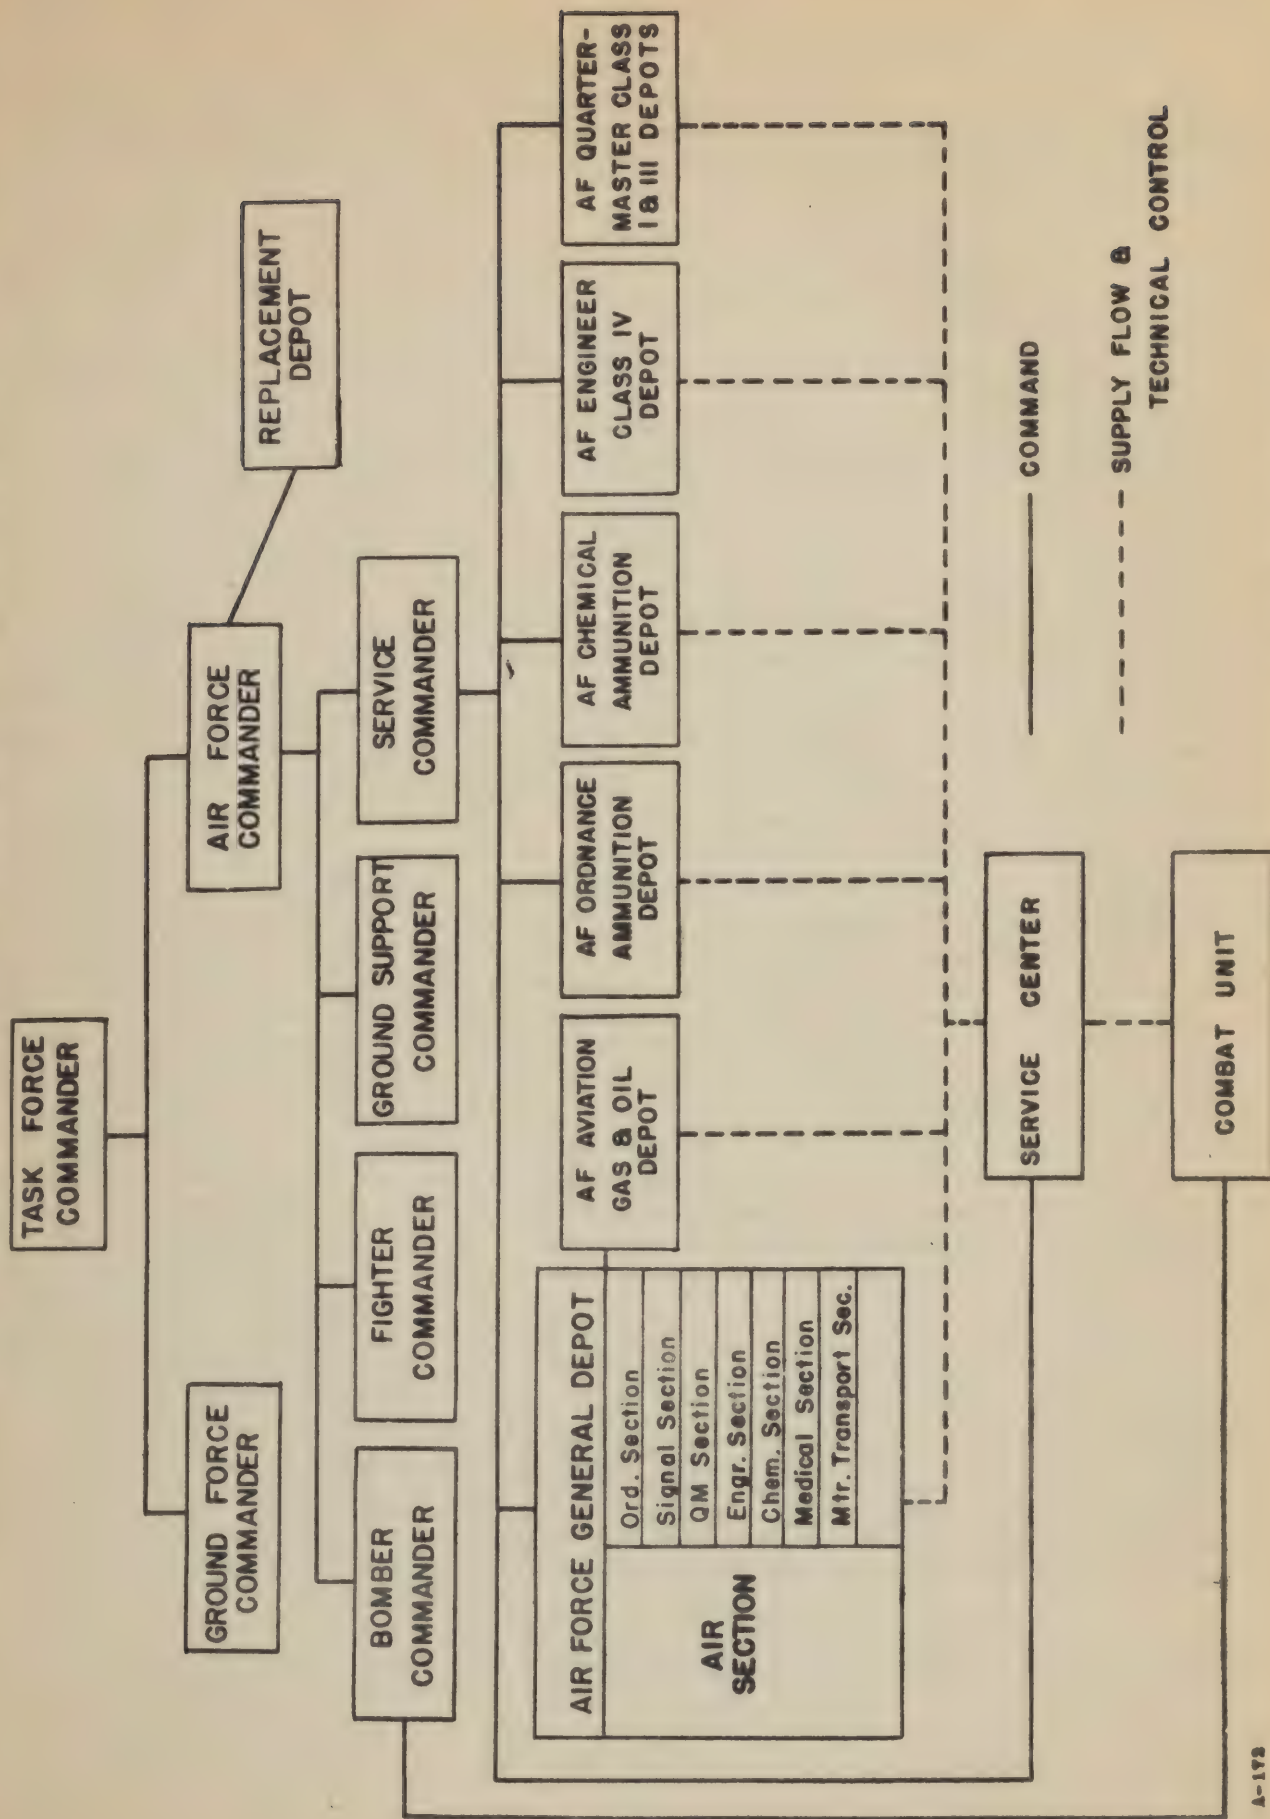 TASK FORCE
COMMANDER
GROUND FORCE
COMMANDER
AIR FORCE
COMMANDER
REPLACEMENT
DEPOT
BOMBER
COMMANDER
FIGHTER
COMMANDER
GROUND SUPPORT
COMMANDER
SERVICE
COMMANDER
AIR FORCE GENERAL DEPOT
AIR
SECTION
Ord. Section
Signal Section
QM Section
Engr. Section
Chem. Section
Medical Section
Mtr. Transport Sec.
AF AVIATION
GAS & OIL
DEPOT
AF ORDNANCE
AMMUNITION
DEPOT
AF CHEMICAL
AMMUNITION
DEPOT
AF ENGINEER
CLASS IV
DEPOT
AF QUARTER-
MASTER CLASS
I & III DEPOTS
SERVICE CENTER
COMBAT UNIT
COMMAND
SUPPLY FLOW &
TECHNICAL CONTROL
A-172